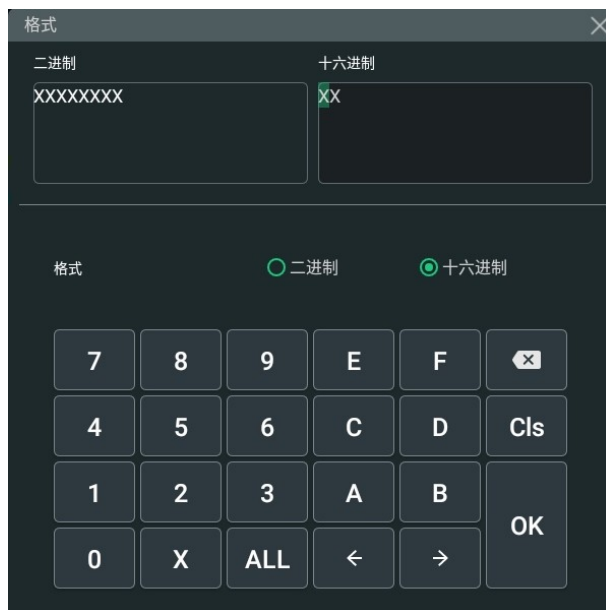 格式
二进制 十六进制
XXXXXXXX XX
格式 二进制 十六进制
7 8 9 E F
4 5 6 C D Cls
1 2 3 A B
OK
0 X ALL ← →